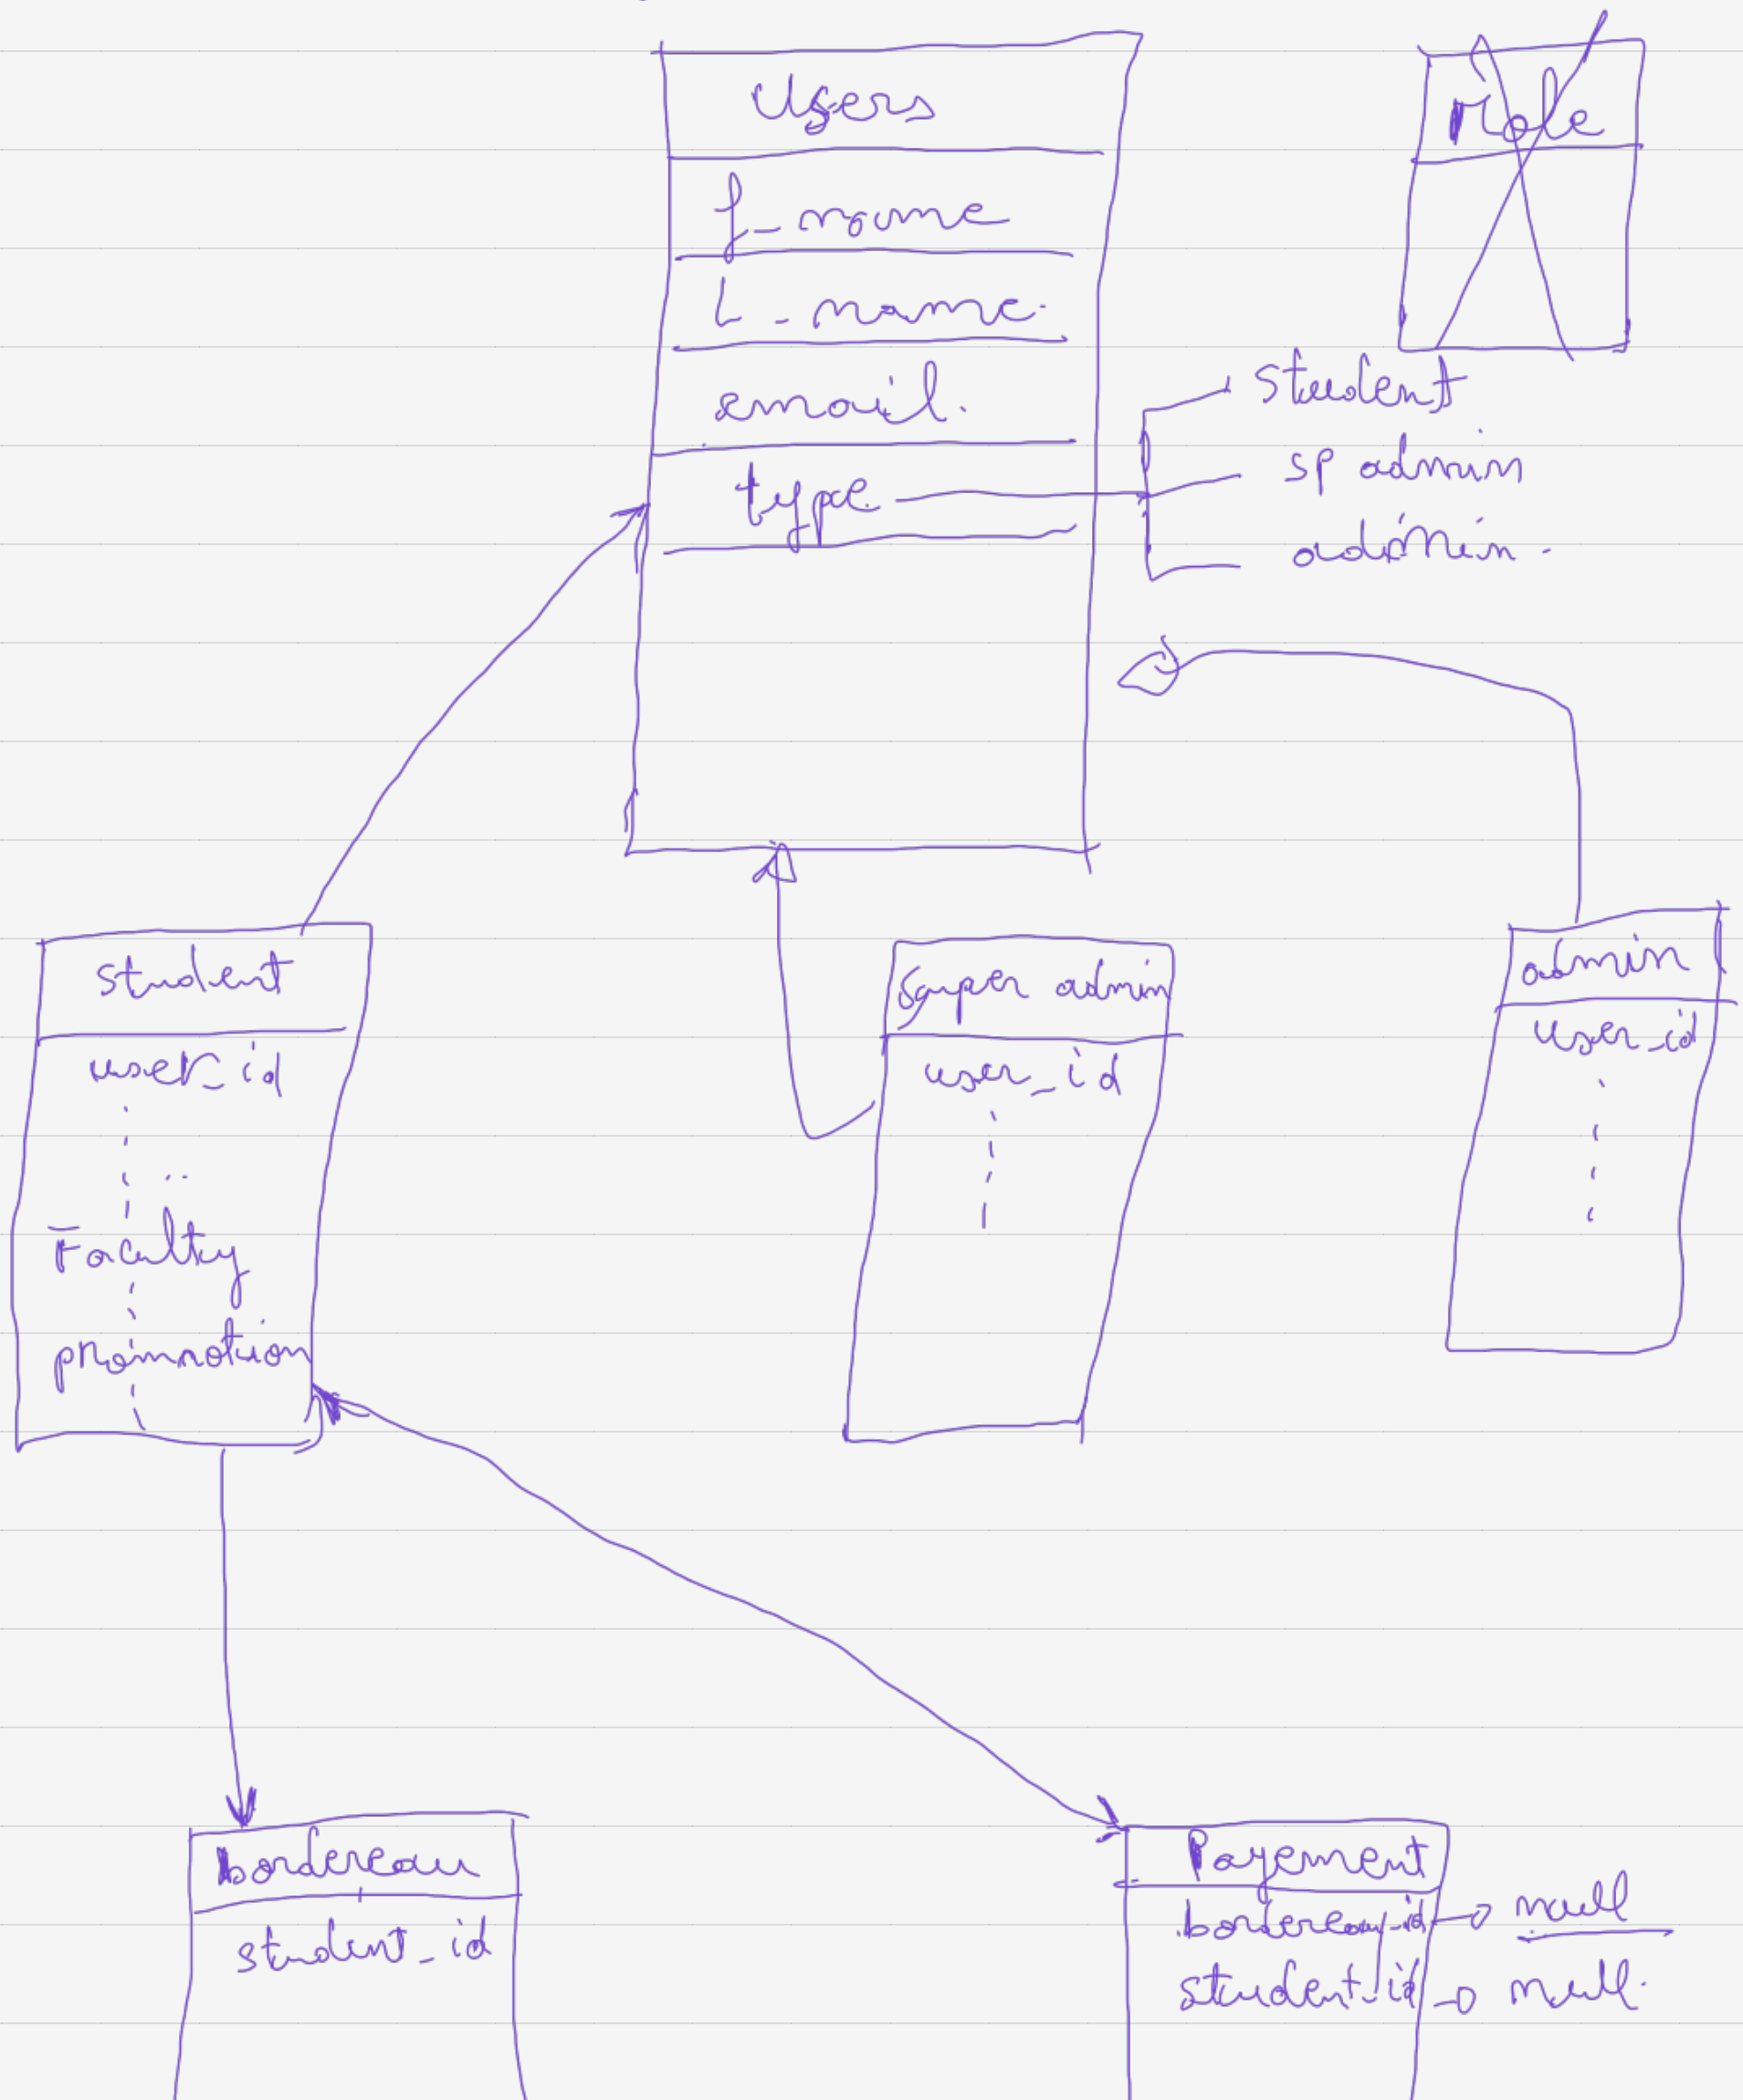 Users
Role
f_name
L_name.
email.
type
student
sp admin
admin.
student
user_id
Faculty
promotion
Super admin
user_id
admin
user_id
bordereau
student_id
Payement
bordereau_id
null
student_id
null.